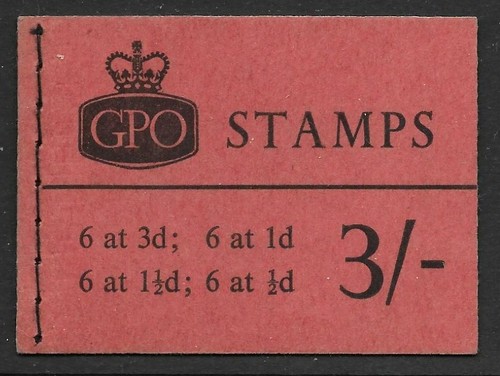 GPO STAMPS
6 at 3d; 6 at 1d
6 at 1½d; 6 at ½d
3/-